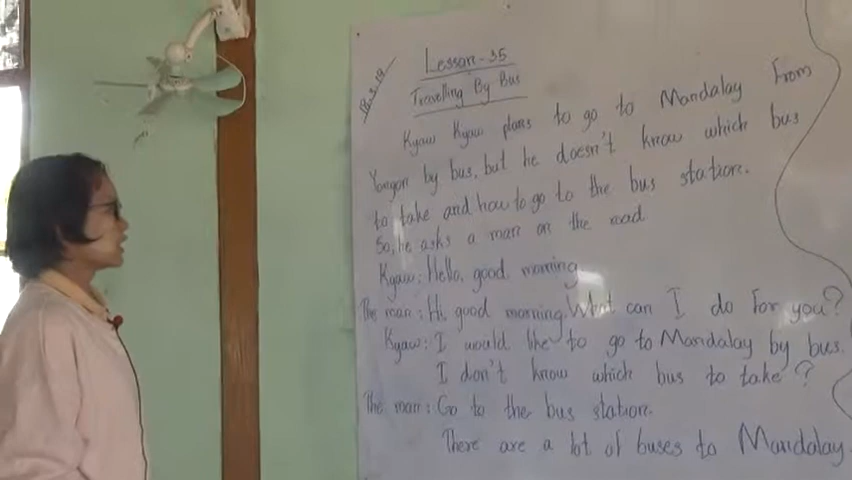 18.3.19
Lesson-35
Travelling By Bus
Kyaw Kyaw plans to go to Mandalay From
Yangon by bus, but he doesn't know which bus
to take and how to go to the bus station.
So, he asks a man on the road
Kyaw: Hello, good morning
The man: Hi, good morning. What can I do For you?
Kyaw: I would like to go to Mandalay by bus.
I don't know which bus to take?
The man: Go to the bus station.
There are a lot of buses to Mandalay.